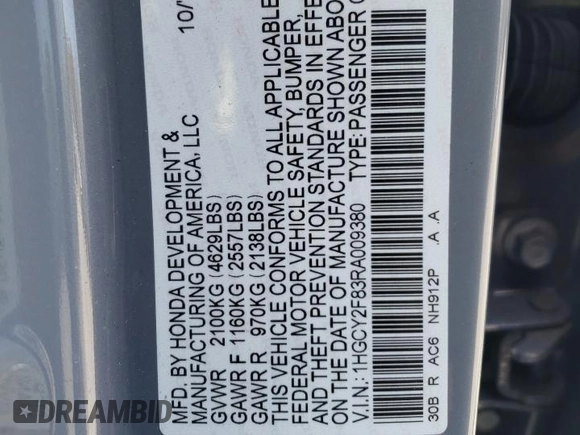 MFD. BY HONDA DEVELOPMENT & 10/
MANUFACTURING OF AMERICA, LLC
GVWR 2100KG (4629LBS)
GAWR F 1160KG (2557LBS)
GAWR R 970KG (2138LBS)
THIS VEHICLE CONFORMS TO ALL APPLICABLE
FEDERAL MOTOR VEHICLE SAFETY, BUMPER,
AND THEFT PREVENTION STANDARDS IN EFFE
ON THE DATE OF MANUFACTURE SHOWN ABOV
V.I.N.: 1HGCY2F83RA009380 TYPE: PASSENGER C
30B R AC6 NH912P .A .A
DREAMBID